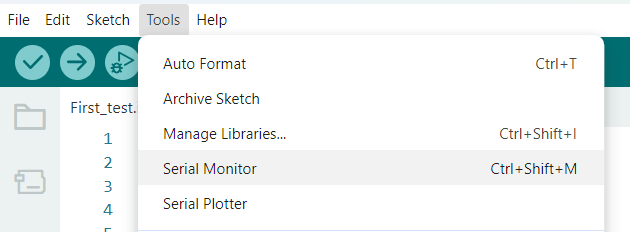 File Edit Sketch Tools Help
Auto Format Ctrl+T
Archive Sketch
First_test.
Manage Libraries... Ctrl+Shift+I
1
2
Serial Monitor Ctrl+Shift+M
3
Serial Plotter
4
5